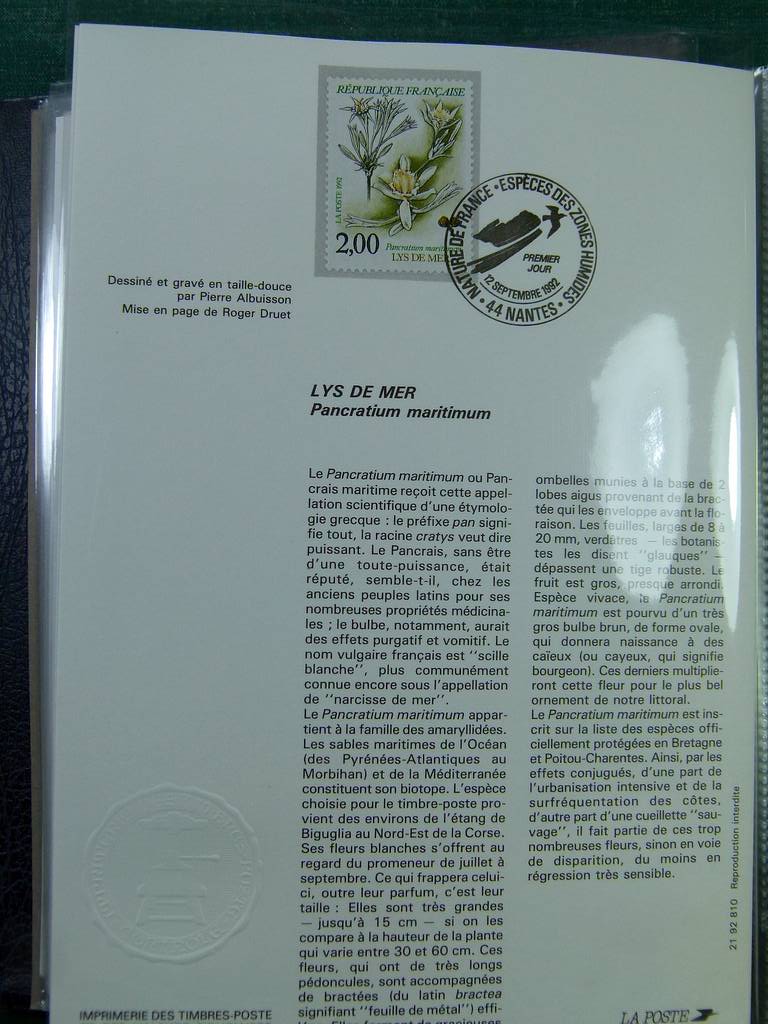 RÉPUBLIQUE FRANÇAISE
LA POSTE 1992
2,00
Pancratium
LYS DE MER
NATURE DE FRANCE • ESPÈCES DES ZONES HUMIDES •
PREMIER
JOUR
12 SEPTEMBRE 1992
• 44 NANTES •
Dessiné et gravé en taille-douce
par Pierre Albuisson
Mise en page de Roger Druet
LYS DE MER
Pancratium maritimum
Le Pancratium maritimum ou Pan-
crais maritime reçoit cette appel-
lation scientifique d'une étymolo-
gie grecque : le préfixe pan signi-
fie tout, la racine cratys veut dire
puissant. Le Pancrais, sans être
d'une toute-puissance, était
réputé, semble-t-il, chez les
anciens peuples latins pour ses
nombreuses propriétés médicina-
les ; le bulbe, notamment, aurait
des effets purgatif et vomitif. Le
nom vulgaire français est ''scille
blanche'', plus communément
connue encore sous l'appellation
de ''narcisse de mer''.
Le Pancratium maritimum appar-
tient à la famille des amaryllidées.
Les sables maritimes de l'Océan
(des Pyrénées-Atlantiques au
Morbihan) et de la Méditerranée
constituent son biotope. L'espèce
choisie pour le timbre-poste pro-
vient des environs de l'étang de
Biguglia au Nord-Est de la Corse.
Ses fleurs blanches s'offrent au
regard du promeneur de juillet à
septembre. Ce qui frappera celui-
ci, outre leur parfum, c'est leur
taille : Elles sont très grandes
— jusqu'à 15 cm — si on les
compare à la hauteur de la plante
qui varie entre 30 et 60 cm. Ces
fleurs, qui ont de très longs
pédoncules, sont accompagnées
de bractées (du latin bractea
signifiant ''feuille de métal'') effi-
ombelles munies à la base de 2
lobes aigus provenant de la brac-
tée qui les enveloppe avant la flo-
raison. Les feuilles, larges de 8 à
20 mm, verdâtres — les botanis-
tes les disent ''glauques'' —
dépassent une tige robuste. Le
fruit est gros, presque arrondi.
Espèce vivace, le Pancratium
maritimum est pourvu d'un très
gros bulbe brun, de forme ovale,
qui donnera naissance à des
caïeux (ou cayeux, qui signifie
bourgeon). Ces derniers multiplie-
ront cette fleur pour le plus bel
ornement de notre littoral.
Le Pancratium maritimum est ins-
crit sur la liste des espèces offi-
ciellement protégées en Bretagne
et Poitou-Charentes. Ainsi, par les
effets conjugués, d'une part de
l'urbanisation intensive et de la
surfréquentation des côtes,
d'autre part d'une cueillette ''sau-
vage'', il fait partie de ces trop
nombreuses fleurs, sinon en voie
de disparition, du moins en
régression très sensible.
21 92 810 Reproduction interdite
IMPRIMERIE DES TIMBRES-POSTE
LA POSTE